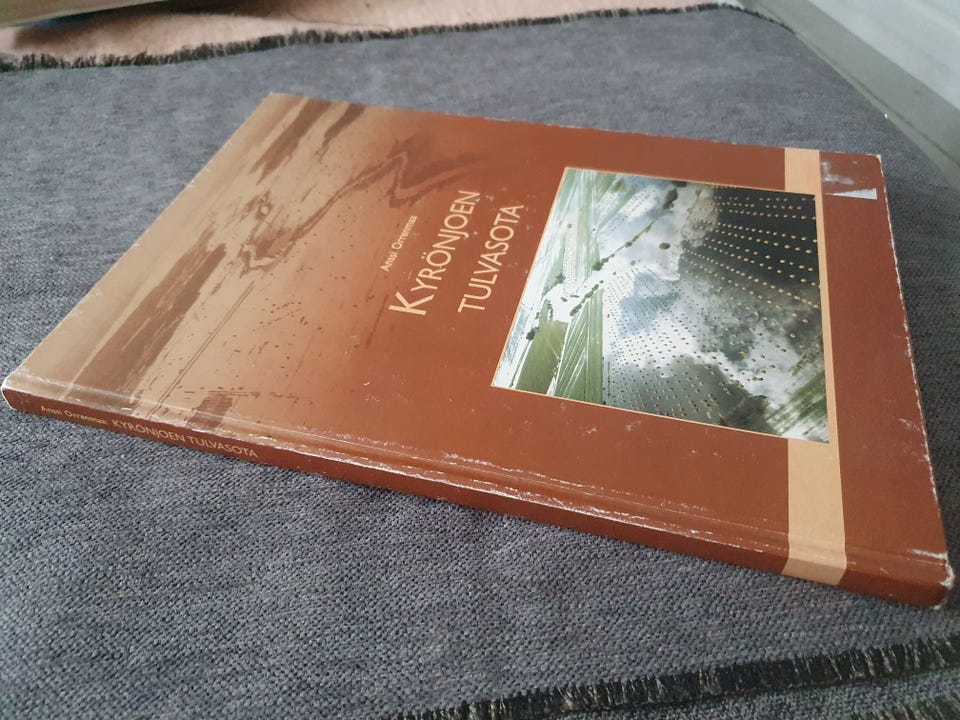 Anssi Orrenmaa
KYRÖNJOEN
TULVASOTA
Anssi Orrenmaa: KYRÖNJOEN TULVASOTA